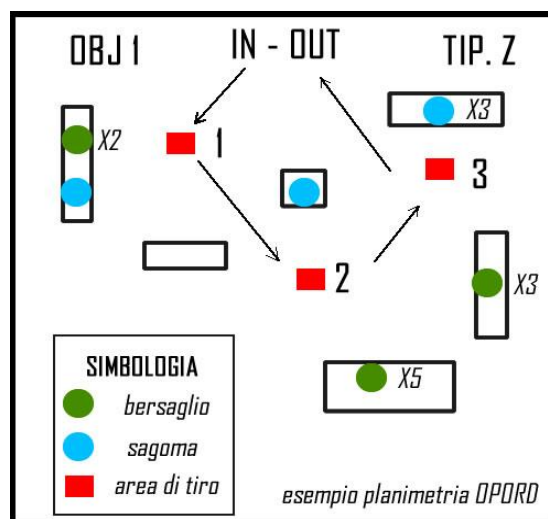 OBJ 1 IN - OUT TIP. Z
X3
X2
1
3
2
X3
X5
SIMBOLOGIA
bersaglio
sagoma
area di tiro
esempio planimetria OPORD